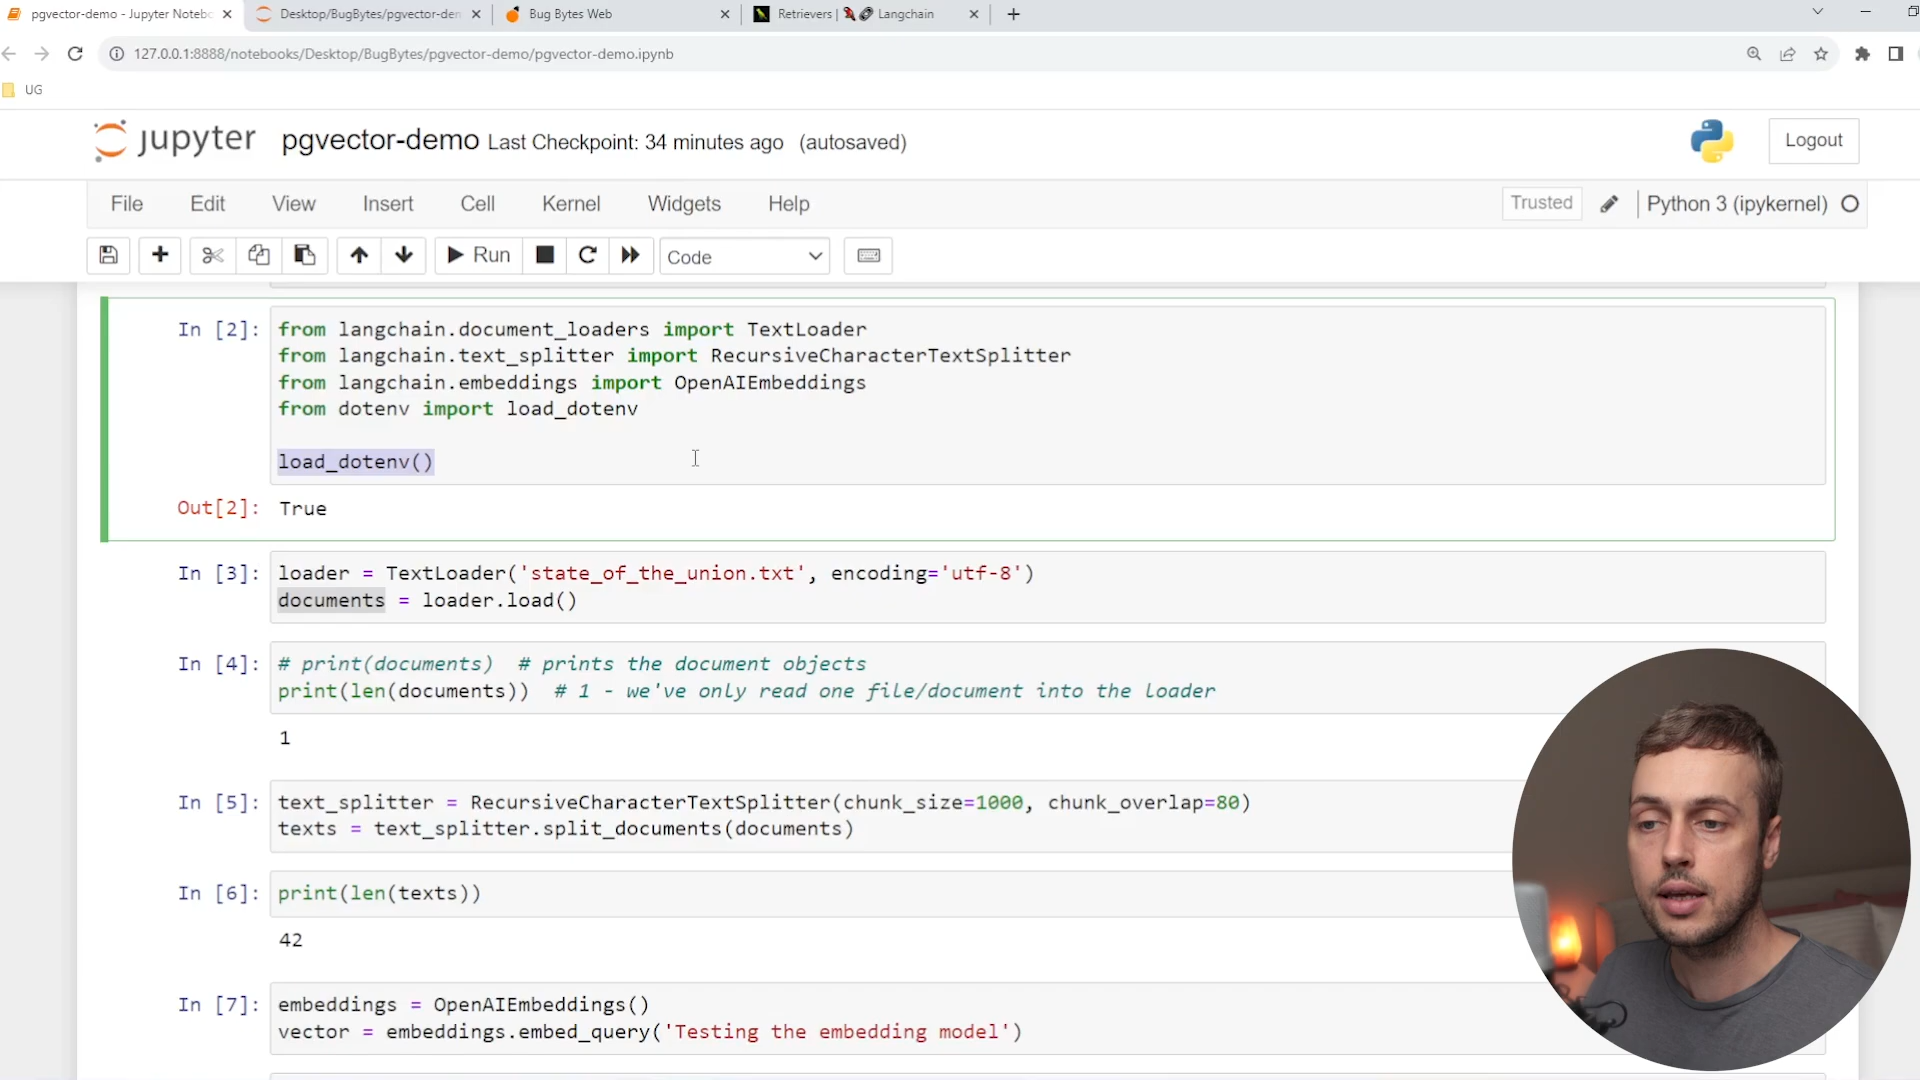 pgvector-demo - Jupyter Notebo
Desktop/BugBytes/pgvector-den
Bug Bytes Web
Retrievers | Langchain
127.0.0.1:8888/notebooks/Desktop/BugBytes/pgvector-demo/pgvector-demo.ipynb
UG
jupyter pgvector-demo Last Checkpoint: 34 minutes ago (autosaved)
Logout
File Edit View Insert Cell Kernel Widgets Help
Trusted Python 3 (ipykernel)
Run Code
In [2]: from langchain.document_loaders import TextLoader
from langchain.text_splitter import RecursiveCharacterTextSplitter
from langchain.embeddings import OpenAIEmbeddings
from dotenv import load_dotenv
load_dotenv()
Out[2]: True
In [3]: loader = TextLoader('state_of_the_union.txt', encoding='utf-8')
documents = loader.load()
In [4]: # print(documents)  # prints the document objects
print(len(documents))  # 1 - we've only read one file/document into the loader
1
In [5]: text_splitter = RecursiveCharacterTextSplitter(chunk_size=1000, chunk_overlap=80)
texts = text_splitter.split_documents(documents)
In [6]: print(len(texts))
42
In [7]: embeddings = OpenAIEmbeddings()
vector = embeddings.embed_query('Testing the embedding model')